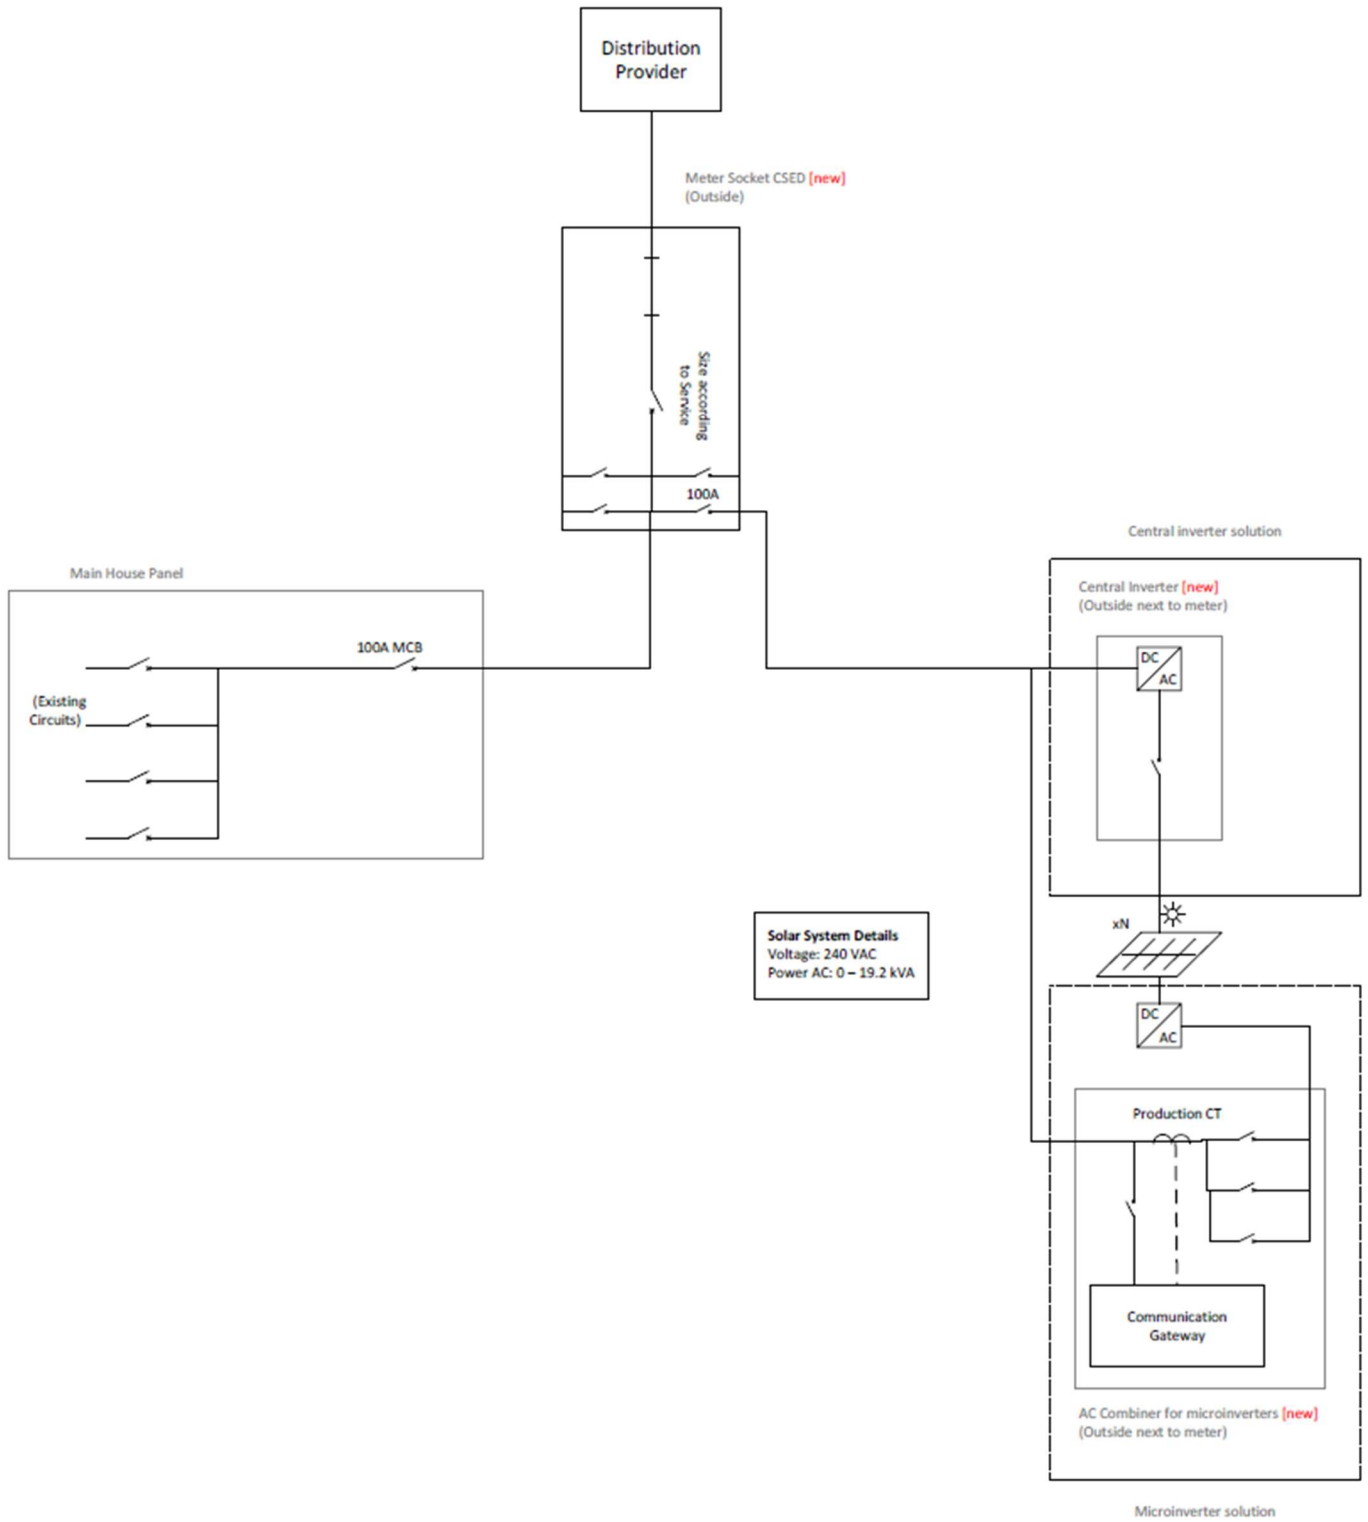 Distribution
Provider
Meter Socket CSED [new]
(Outside)
Size according
to Service
100A
Main House Panel
100A MCB
(Existing
Circuits)
Central inverter solution
Central Inverter [new]
(Outside next to meter)
DC
AC
xN
Solar System Details
Voltage: 240 VAC
Power AC: 0 – 19.2 kVA
DC
AC
Production CT
Communication
Gateway
AC Combiner for microinverters [new]
(Outside next to meter)
Microinverter solution